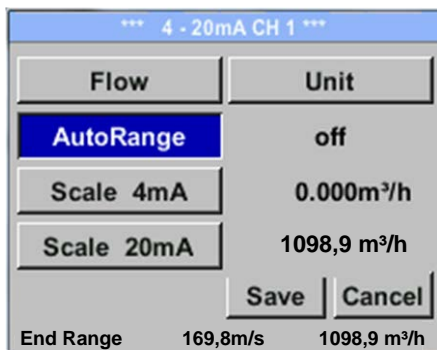 *** 4 - 20mA CH 1 ***
Flow Unit
AutoRange off
Scale 4mA 0.000m³/h
Scale 20mA 1098,9 m³/h
Save Cancel
End Range 169,8m/s 1098,9 m³/h